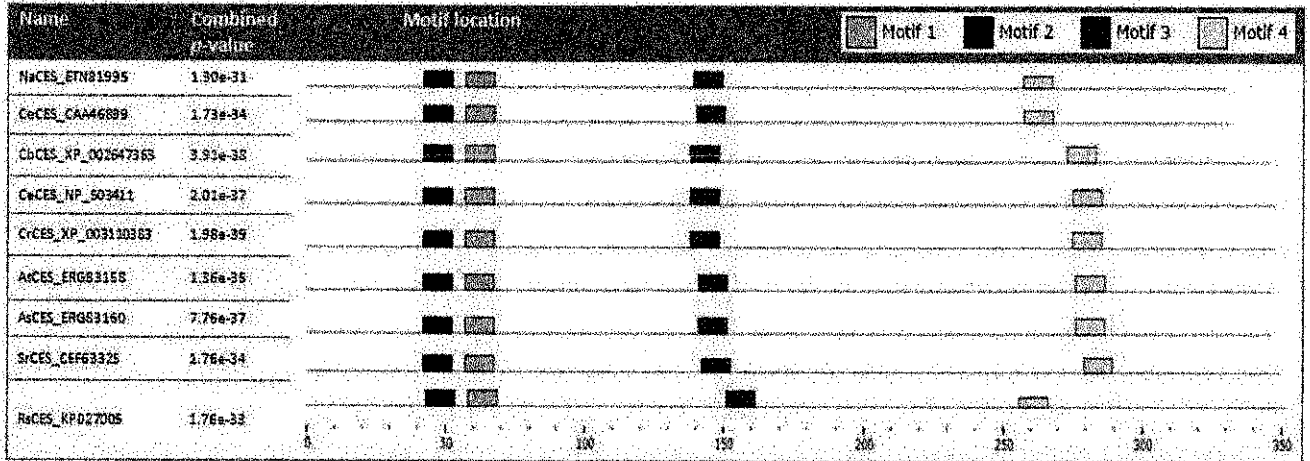 Name Combined p-value Motif location Motif 1 Motif 2 Motif 3 Motif 4
NaCES_ETN81995 1.30e-31
CeCES_CAA46899 1.73e-34
CbCES_XP_002647363 3.91e-38
CeCES_NP_503411 2.01e-37
CrCES_XP_003110383 1.98e-39
AsCES_ERG83158 1.36e-35
AsCES_ERG83160 7.76e-37
SrCES_CEF63325 1.76e-34
RsCES_KP027005 1.76e-33
0 50 100 150 200 250 300 350